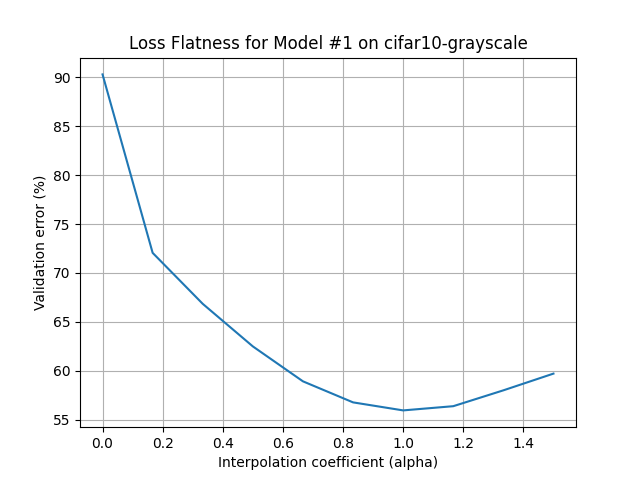 Loss Flatness for Model #1 on cifar10-grayscale
90
85
80
75
70
65
60
55
Validation error (%)
0.0 0.2 0.4 0.6 0.8 1.0 1.2 1.4
Interpolation coefficient (alpha)